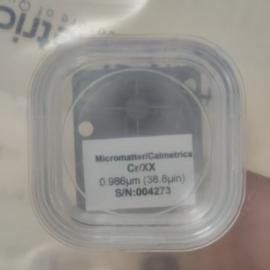 Micromatter/Calmetrics
Cr/XX
0.986µm (38.8µin)
S/N:004273